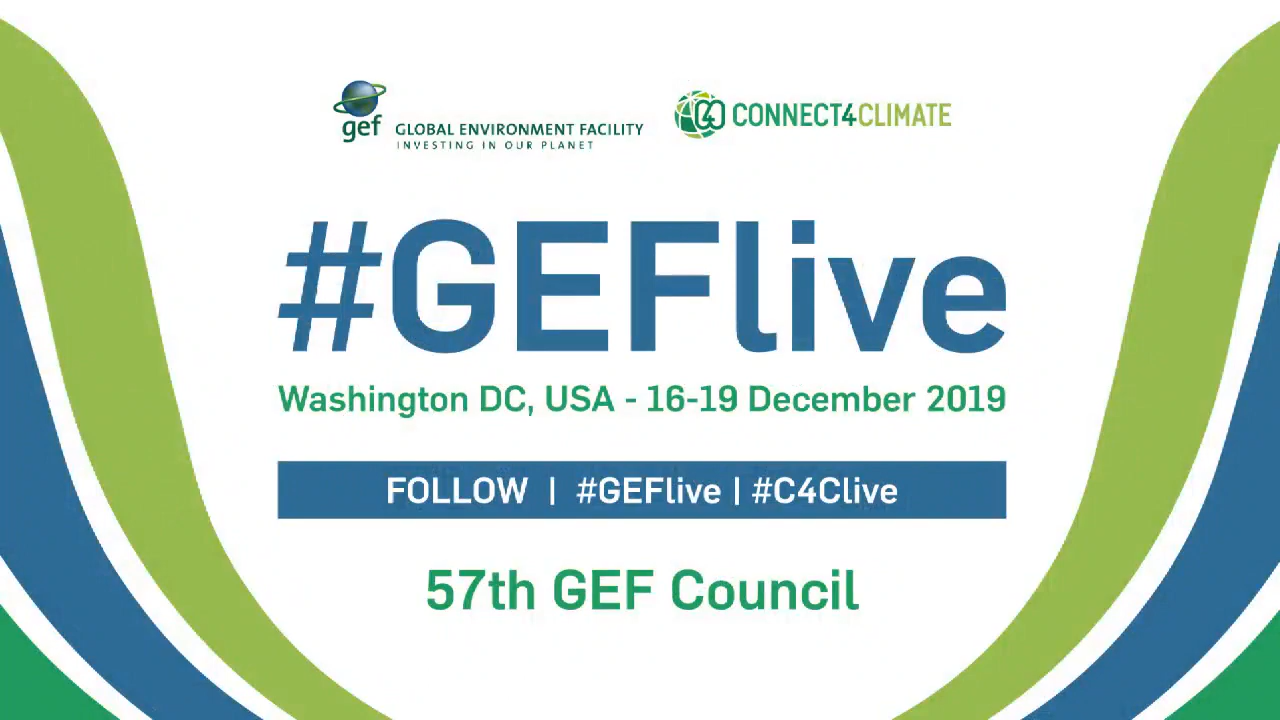 gef GLOBAL ENVIRONMENT FACILITY
INVESTING IN OUR PLANET
C4C CONNECT4CLIMATE
#GEFlive
Washington DC, USA - 16-19 December 2019
FOLLOW | #GEFlive | #C4Clive
57th GEF Council